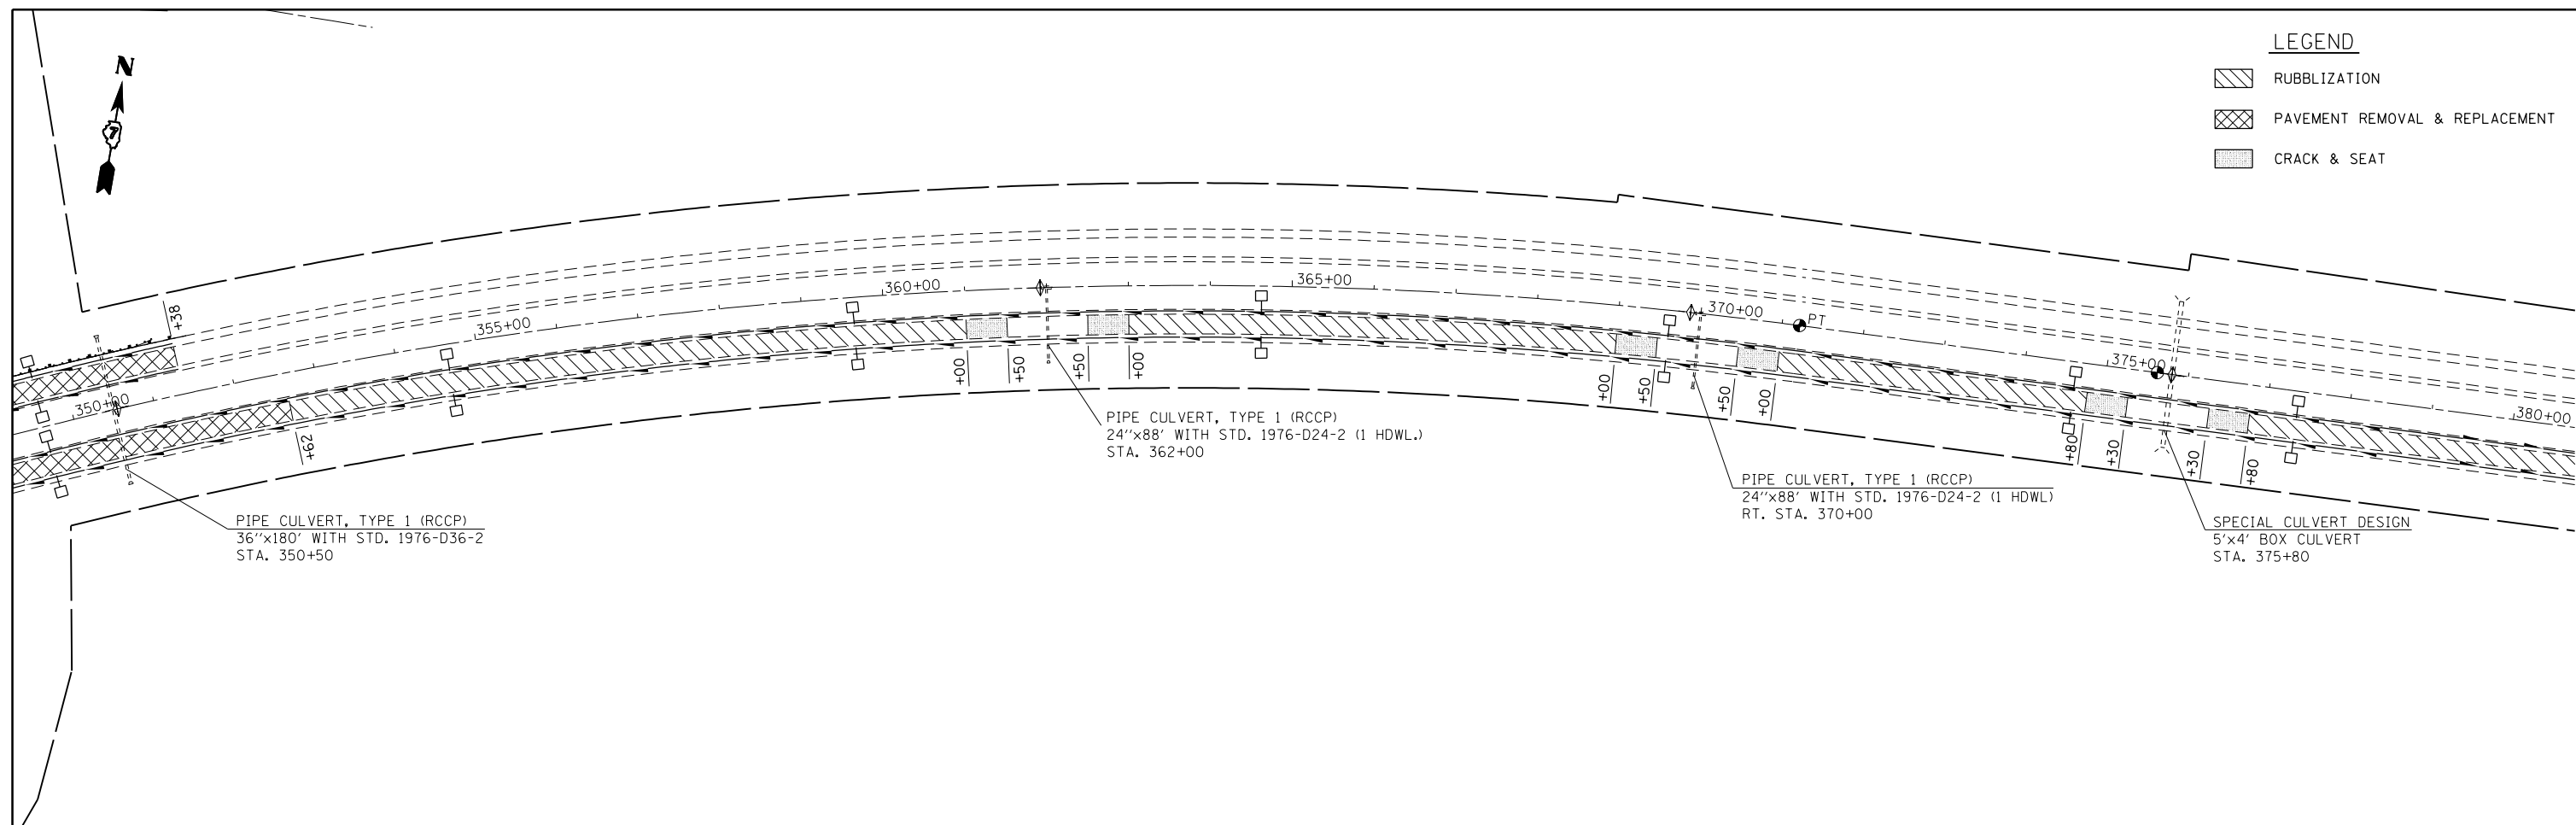 LEGEND
RUBBLIZATION
PAVEMENT REMOVAL & REPLACEMENT
CRACK & SEAT
N
7
+38
350+00
355+00
360+00
365+00
370+00
PT
375+00
380+00
+62
+00
+50
+50
+00
+00
+50
+50
+00
+80
+30
+30
+80
PIPE CULVERT, TYPE 1 (RCCP)
36''x180' WITH STD. 1976-D36-2
STA. 350+50
PIPE CULVERT, TYPE 1 (RCCP)
24''x88' WITH STD. 1976-D24-2 (1 HDWL.)
STA. 362+00
PIPE CULVERT, TYPE 1 (RCCP)
24''x88' WITH STD. 1976-D24-2 (1 HDWL)
RT. STA. 370+00
SPECIAL CULVERT DESIGN
5'x4' BOX CULVERT
STA. 375+80